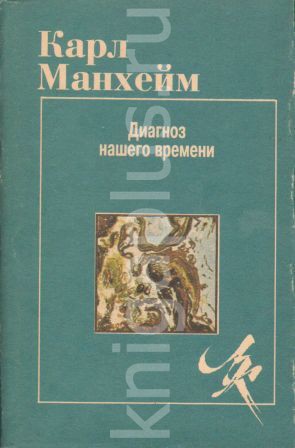 Карл
Манхейм
Диагноз
нашего времени
knigoplus.ru